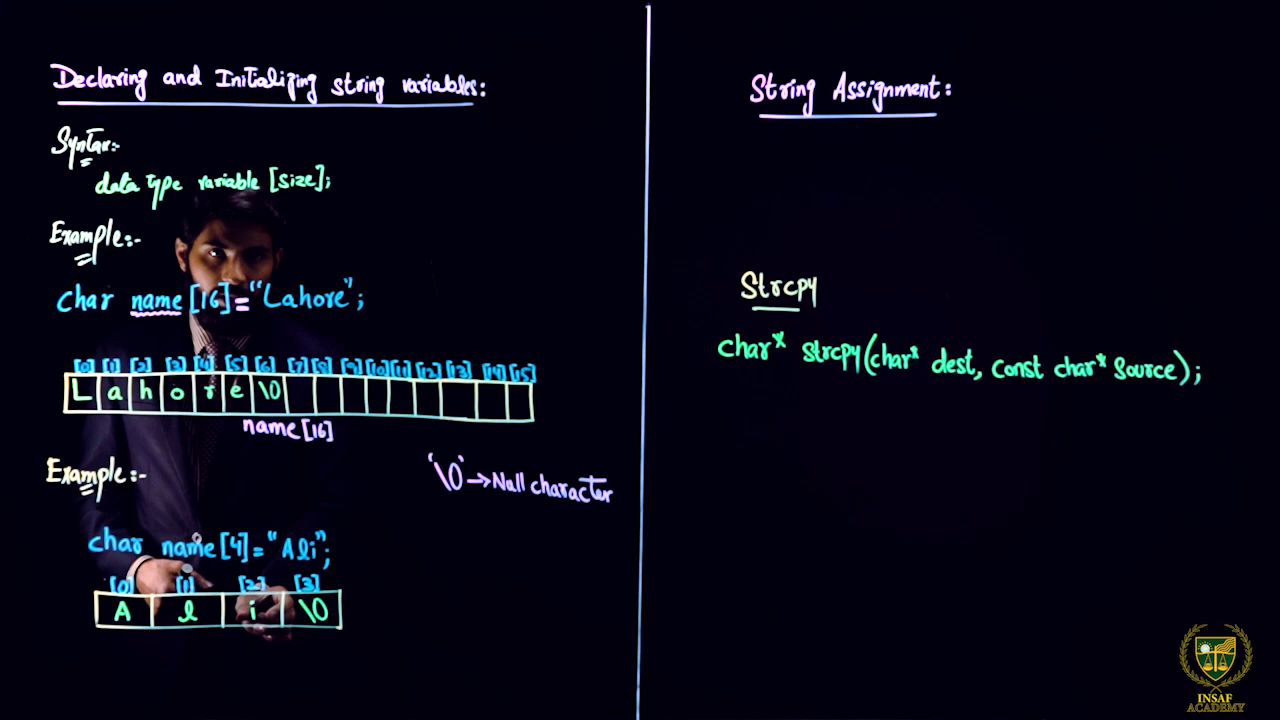 Declaring and Initializing string variables:
Syntax:-
data type variable [size];
Example:-
char name [16] = "Lahore";
[0] [1] [2] [3] [4] [5] [6] [7] [8] [9] [10] [11] [12] [13] [14] [15]
L a h o r e \0
name [16]
Example:-
'\0' → Null character
char name [4] = "Ali";
[0] [1] [2] [3]
A l i \0
String Assignment:
Strcpy
char* strcpy(char* dest, const char* source);
INSAF
ACADEMY